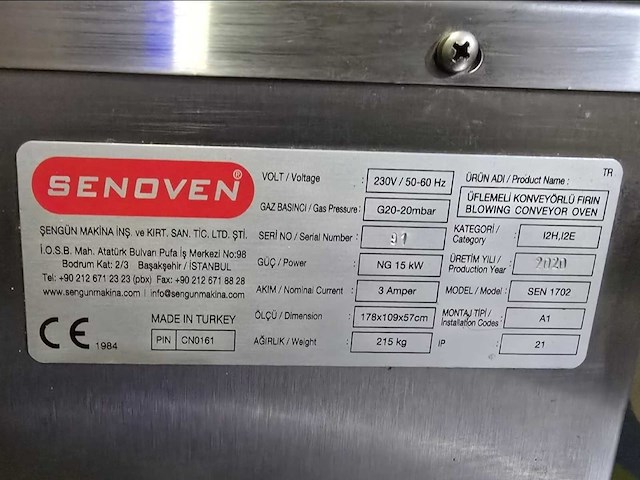 SENOVEN®
ŞENGÜN MAKİNA İNŞ. ve KIRT. SAN. TİC. LTD. ŞTİ.
İ.O.S.B. Mah. Atatürk Bulvarı Pufa İş Merkezi No:98
Bodrum Kat: 2/3 Başakşehir / İSTANBUL
Tel: +90 212 671 23 23 (pbx) Fax: +90 212 671 88 28
www.sengunmakina.com | info@sengunmakina.com
CE 1984
MADE IN TURKEY
PIN CN0161
VOLT / Voltage : 230V / 50-60 Hz
GAZ BASINCI / Gas Pressure : G20-20mbar
SERİ NO / Serial Number : 91
GÜÇ / Power : NG 15 kW
AKIM / Nominal Current : 3 Amper
ÖLÇÜ / Dimension : 178x109x57cm
AĞIRLIK / Weight : 215 kg
TR
ÜRÜN ADI / Product Name :
ÜFLEMELİ KONVEYÖRLÜ FIRIN
BLOWING CONVEYOR OVEN
KATEGORİ / Category : I2H,I2E
ÜRETİM YILI / Production Year : 2020
MODEL / Model : SEN 1702
MONTAJ TİPİ / Installation Codes : A1
IP : 21